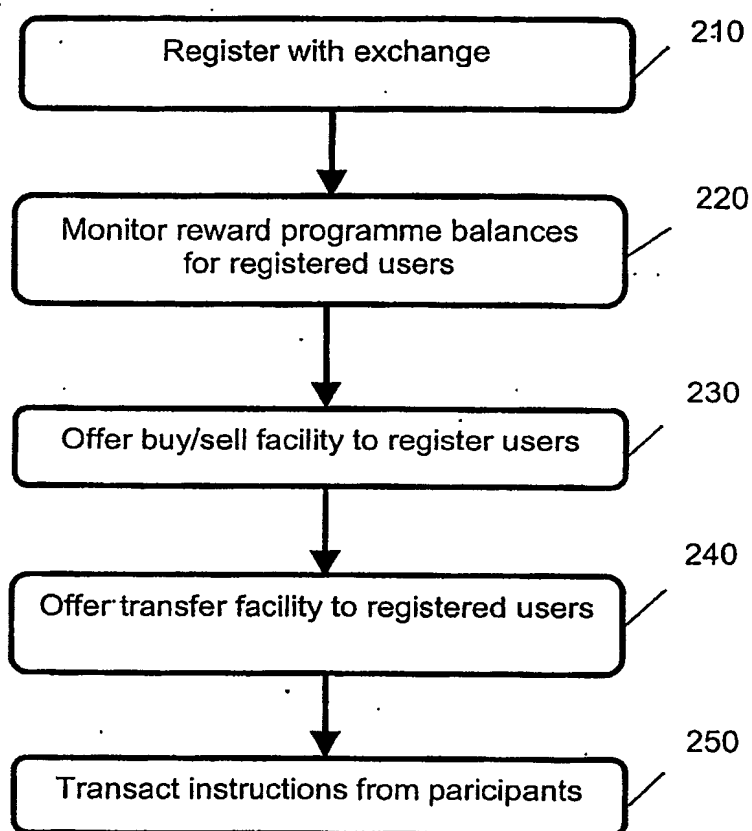 Register with exchange
210
Monitor reward programme balances
for registered users
220
Offer buy/sell facility to register users
230
Offer transfer facility to registered users
240
Transact instructions from paricipants
250